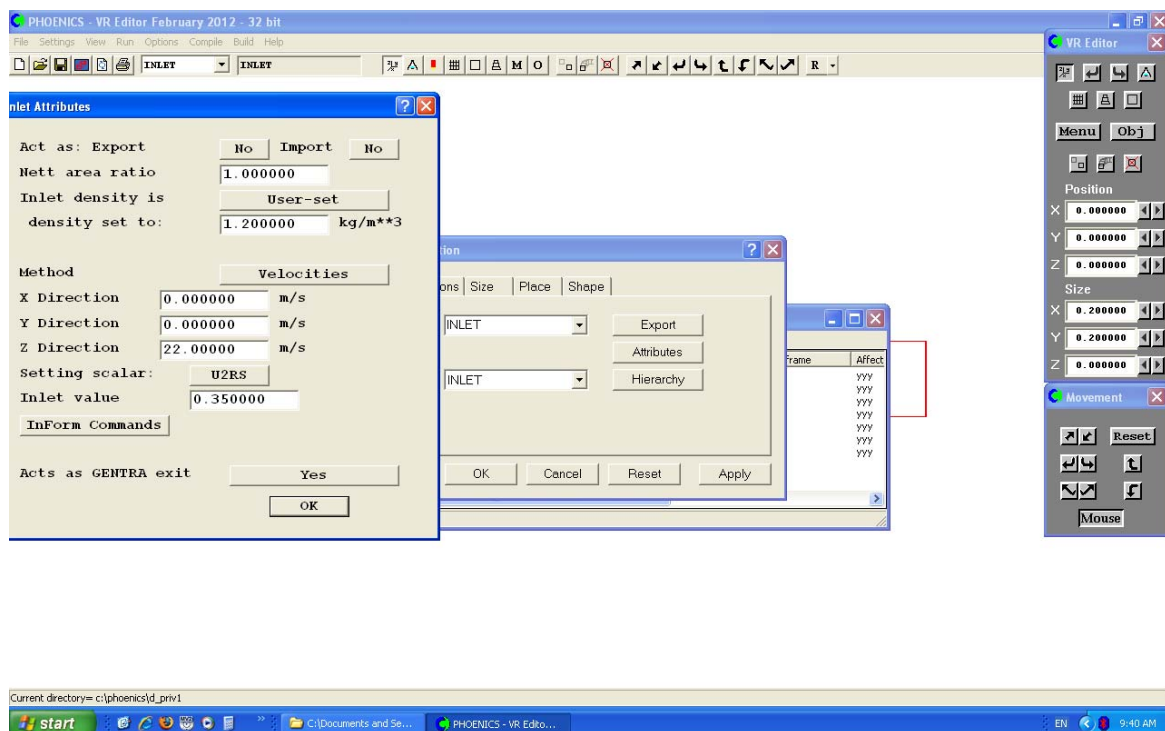 PHOENICS - VR Editor February 2012 - 32 bit
File Settings View Run Options Compile Build Help
INLET INLET A M O R
nlet Attributes
Act as: Export No Import No
Nett area ratio 1.000000
Inlet density is User-set
density set to: 1.200000 kg/m**3
Method Velocities
X Direction 0.000000 m/s
Y Direction 0.000000 m/s
Z Direction 22.00000 m/s
Setting scalar: U2RS
Inlet value 0.350000
InForm Commands
Acts as GENTRA exit Yes
OK
tion
ons Size Place Shape
INLET Export
Attributes
INLET Hierarchy
OK Cancel Reset Apply
frame Affect
yyy
yyy
yyy
yyy
yyy
yyy
yyy
VR Editor
Menu Obj
Position
X 0.000000
Y 0.000000
Z 0.000000
Size
X 0.200000
Y 0.200000
Z 0.000000
Movement
Reset
Mouse
Current directory= c:\phoenics\d_priv1
start C:\Documents and Se... PHOENICS - VR Edito... EN 9:40 AM